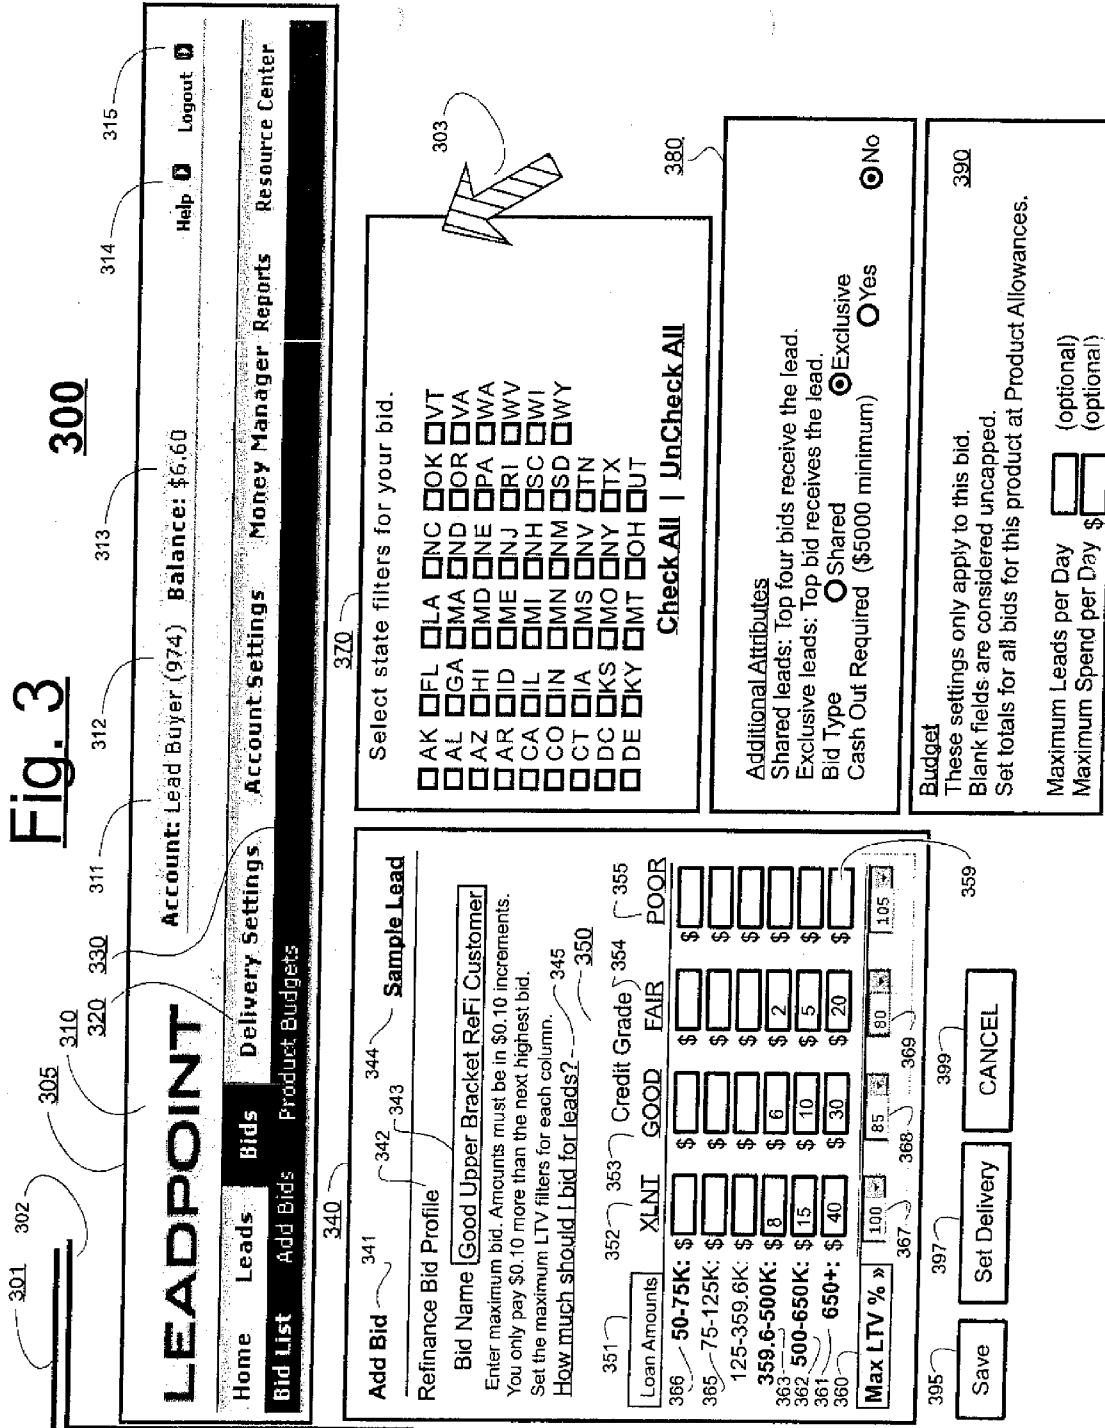 Fig. 3
300
301
302
305
310
311
312
313
314
315
320
330
LEADPOINT
Account: Lead Buyer (974) Balance: $6.60
Help
Logout
Home Leads Bids Delivery Settings Account Settings Money Manager Reports Resource Center
Bid List Add Bids Product Budgets
303
340
341
342
343
344
345
Add Bid
Sample Lead
Refinance Bid Profile
Bid Name Good Upper Bracket ReFi Customer
Enter maximum bid. Amounts must be in $0.10 increments.
You only pay $0.10 more than the next highest bid.
Set the maximum LTV filters for each column.
How much should I bid for leads?
350
351
352
353
354
355
Credit Grade
Loan Amounts XLNT GOOD FAIR POOR
366 50-75K: $ $ $ $
365 75-125K: $ $ $ $
125-359.6K: $ $ $ $
359.6-500K: $ 8 $ 6 $ 2 $
363 500-650K: $ 15 $ 10 $ 5 $
362
361 650+: $ 40 $ 30 $ 20 $
360
Max LTV % » 100 85 80 105
367
368
369
359
395
397
399
Save
Set Delivery
CANCEL
370
Select state filters for your bid.
AK FL LA NC OK VT
AL GA MA ND OR VA
AZ HI MD NE PA WA
AR ID ME NJ RI WV
CA IL MI NH SC WI
CO IN MN NM SD WY
CT IA MS NV TN
DC KS MO NY TX
DE KY MT OH UT
Check All | UnCheck All
380
Additional Attributes
Shared leads: Top four bids receive the lead.
Exclusive leads: Top bid receives the lead.
Bid Type Shared Exclusive
Cash Out Required ($5000 minimum) Yes No
390
Budget
These settings only apply to this bid.
Blank fields are considered uncapped.
Set totals for all bids for this product at Product Allowances.
Maximum Leads per Day (optional)
Maximum Spend per Day $ (optional)